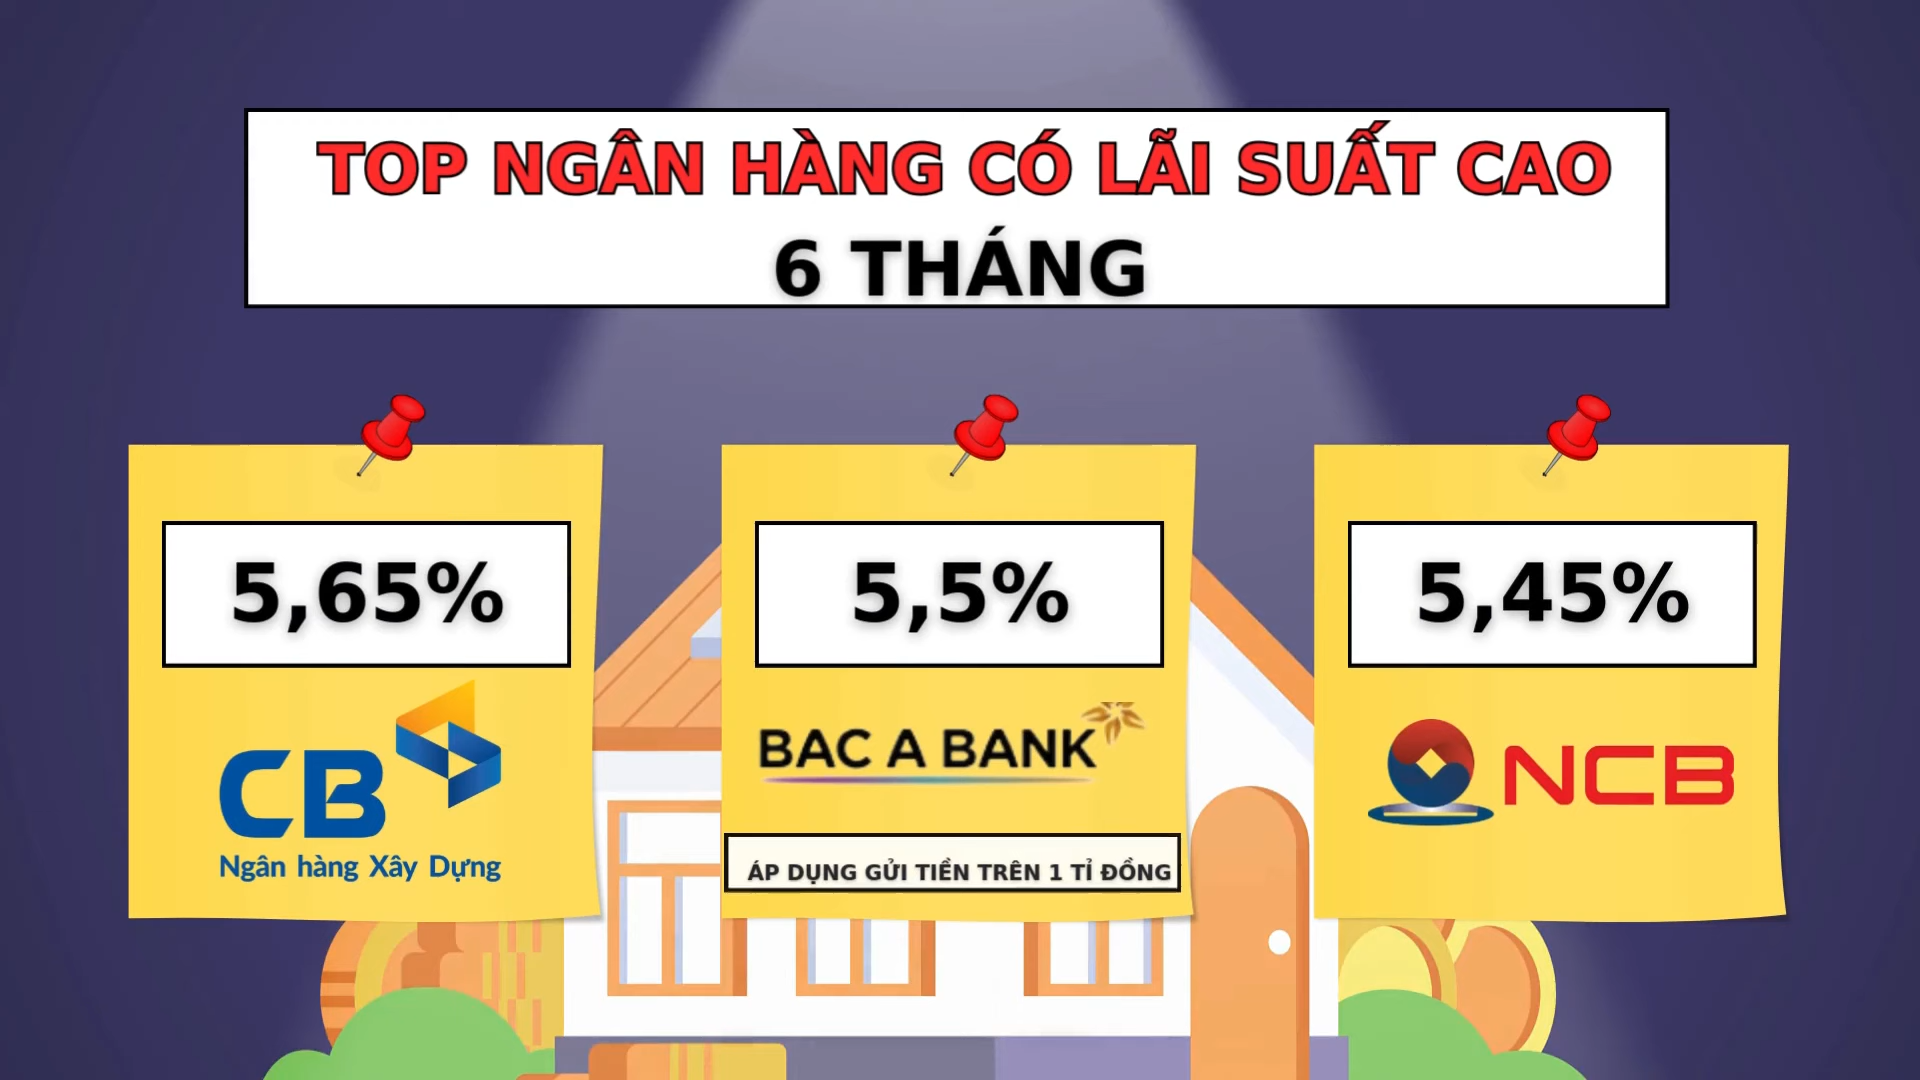 TOP NGÂN HÀNG CÓ LÃI SUẤT CAO
6 THÁNG
5,65%
CB
Ngân hàng Xây Dựng
5,5%
BAC A BANK
ÁP DỤNG GỬI TIỀN TRÊN 1 TỈ ĐỒNG
5,45%
NCB